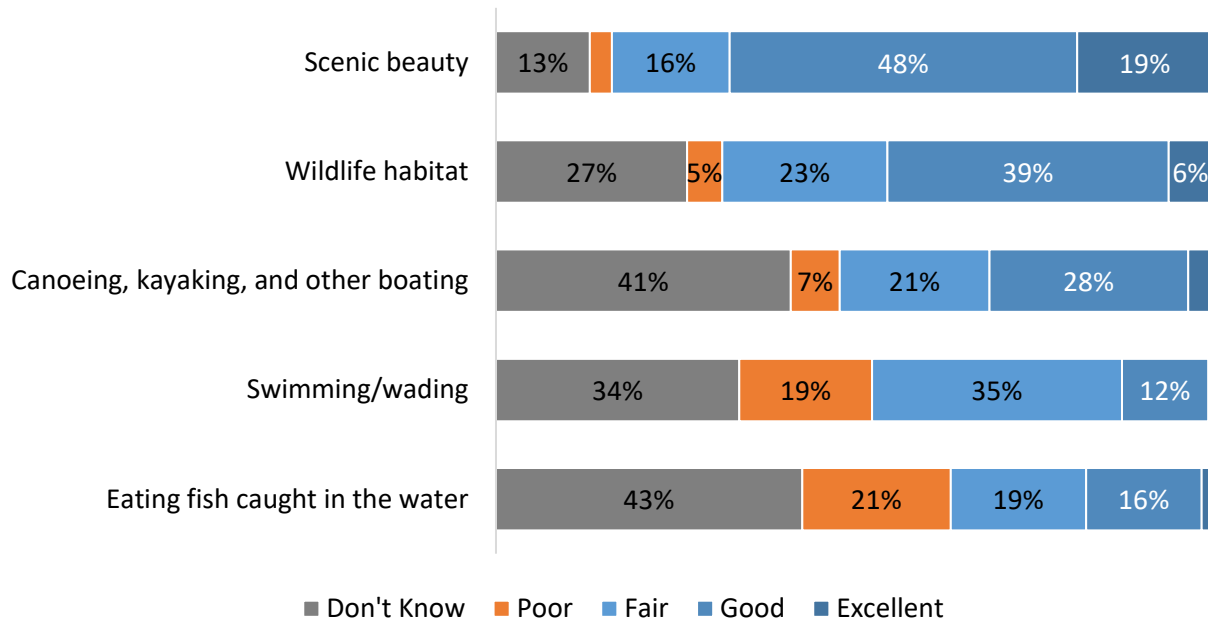 Scenic beauty 13% 16% 48% 19%
Wildlife habitat 27% 5% 23% 39% 6%
Canoeing, kayaking, and other boating 41% 7% 21% 28%
Swimming/wading 34% 19% 35% 12%
Eating fish caught in the water 43% 21% 19% 16%
Don't Know Poor Fair Good Excellent